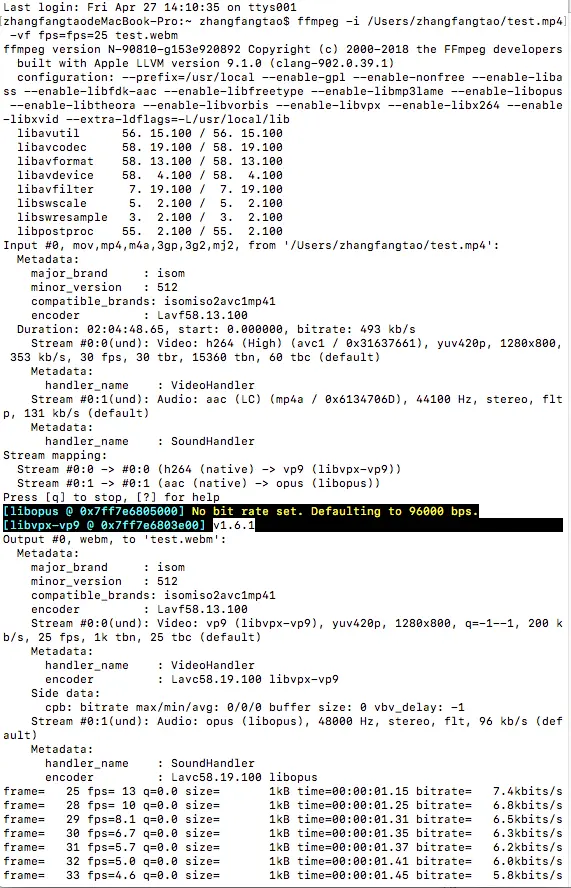 Last login: Fri Apr 27 14:10:35 on ttys001
[zhangfangtaodeMacBook-Pro:~ zhangfangtao$ ffmpeg -i /Users/zhangfangtao/test.mp4]
 -vf fps=fps=25 test.webm
ffmpeg version N-90810-g153e920892 Copyright (c) 2000-2018 the FFmpeg developers
  built with Apple LLVM version 9.1.0 (clang-902.0.39.1)
  configuration: --prefix=/usr/local --enable-gpl --enable-nonfree --enable-liba
ss --enable-libfdk-aac --enable-libfreetype --enable-libmp3lame --enable-libopus
 --enable-libtheora --enable-libvorbis --enable-libvpx --enable-libx264 --enable
-libxvid --extra-ldflags=-L/usr/local/lib
  libavutil      56. 15.100 / 56. 15.100
  libavcodec     58. 19.100 / 58. 19.100
  libavformat    58. 13.100 / 58. 13.100
  libavdevice    58.  4.100 / 58.  4.100
  libavfilter     7. 19.100 /  7. 19.100
  libswscale      5.  2.100 /  5.  2.100
  libswresample   3.  2.100 /  3.  2.100
  libpostproc    55.  2.100 / 55.  2.100
Input #0, mov,mp4,m4a,3gp,3g2,mj2, from '/Users/zhangfangtao/test.mp4':
  Metadata:
    major_brand     : isom
    minor_version   : 512
    compatible_brands: isomiso2avc1mp41
    encoder         : Lavf58.13.100
  Duration: 02:04:48.65, start: 0.000000, bitrate: 493 kb/s
    Stream #0:0(und): Video: h264 (High) (avc1 / 0x31637661), yuv420p, 1280x800,
 353 kb/s, 30 fps, 30 tbr, 15360 tbn, 60 tbc (default)
    Metadata:
      handler_name    : VideoHandler
    Stream #0:1(und): Audio: aac (LC) (mp4a / 0x6134706D), 44100 Hz, stereo, flt
p, 131 kb/s (default)
    Metadata:
      handler_name    : SoundHandler
Stream mapping:
  Stream #0:0 -> #0:0 (h264 (native) -> vp9 (libvpx-vp9))
  Stream #0:1 -> #0:1 (aac (native) -> opus (libopus))
Press [q] to stop, [?] for help
[libopus @ 0x7ff7e6805000] No bit rate set. Defaulting to 96000 bps.
[libvpx-vp9 @ 0x7ff7e6803e00] v1.6.1
Output #0, webm, to 'test.webm':
  Metadata:
    major_brand     : isom
    minor_version   : 512
    compatible_brands: isomiso2avc1mp41
    encoder         : Lavf58.13.100
    Stream #0:0(und): Video: vp9 (libvpx-vp9), yuv420p, 1280x800, q=-1--1, 200 k
b/s, 25 fps, 1k tbn, 25 tbc (default)
    Metadata:
      handler_name    : VideoHandler
      encoder         : Lavc58.19.100 libvpx-vp9
    Side data:
      cpb: bitrate max/min/avg: 0/0/0 buffer size: 0 vbv_delay: -1
    Stream #0:1(und): Audio: opus (libopus), 48000 Hz, stereo, flt, 96 kb/s (def
ault)
    Metadata:
      handler_name    : SoundHandler
      encoder         : Lavc58.19.100 libopus
frame=   25 fps= 13 q=0.0 size=       1kB time=00:00:01.15 bitrate=   7.4kbits/s
frame=   28 fps= 10 q=0.0 size=       1kB time=00:00:01.25 bitrate=   6.8kbits/s
frame=   29 fps=8.1 q=0.0 size=       1kB time=00:00:01.31 bitrate=   6.5kbits/s
frame=   30 fps=6.7 q=0.0 size=       1kB time=00:00:01.35 bitrate=   6.3kbits/s
frame=   31 fps=5.7 q=0.0 size=       1kB time=00:00:01.37 bitrate=   6.2kbits/s
frame=   32 fps=5.0 q=0.0 size=       1kB time=00:00:01.41 bitrate=   6.0kbits/s
frame=   33 fps=4.6 q=0.0 size=       1kB time=00:00:01.45 bitrate=   5.8kbits/s